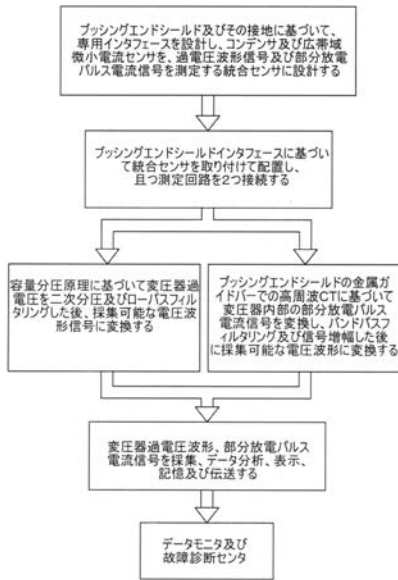 ブッシングエンドシールド及びその接地に基づいて、
専用インタフェースを設計し、コンデンサ及び広帯域
微小電流センサを、過電圧波形信号及び部分放電
パルス電流信号を測定する統合センサに設計する
ブッシングエンドシールドインタフェースに基づい
て統合センサを取り付けて配置し、
且つ測定回路を2つ接続する
容量分圧原理に基づいて変圧器過
電圧を二次分圧及びローパスフィル
タリングした後、採集可能な電圧波
形信号に変換する
ブッシングエンドシールドの金属ガ
イドバーでの高周波CTに基づいて
変圧器内部の部分放電パルス
電流信号を変換し、バンドパスフ
ィルタリング及び信号増幅した後
に採集可能な電圧波形に変換する
変圧器過電圧波形、部分放電パルス
電流信号を採集、データ分析、表示、
記憶及び伝送する
データモニタ及び
故障診断センタ